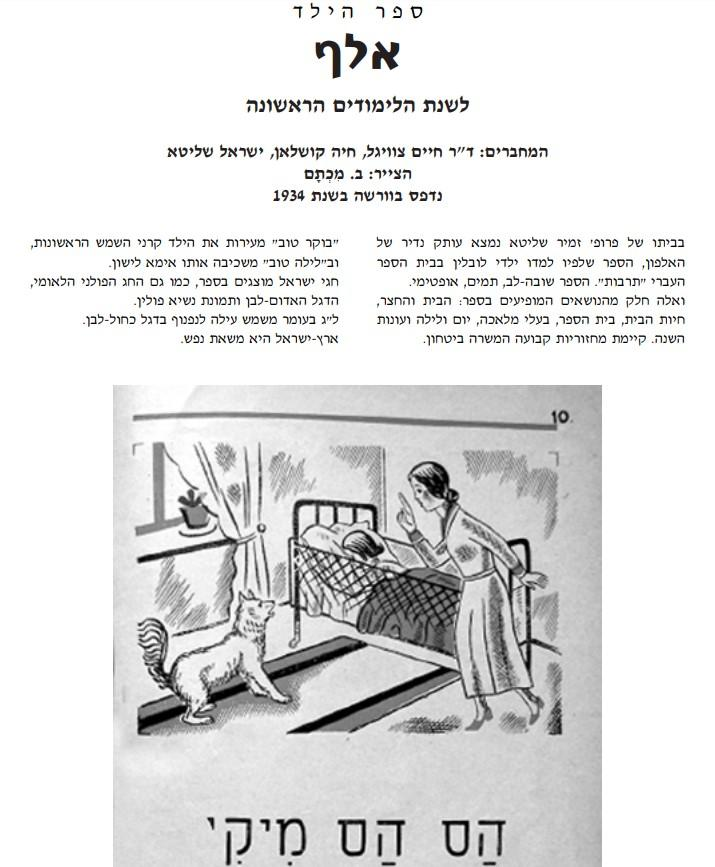 ספר הילד
אלף
לשנת הלימודים הראשונה
המחברים: ד"ר חיים צוויגל, חיה קושלאן, ישראל שליטא
הצייר: ב. מִכְתָּם
נדפס בוורשה בשנת 1934
בביתו של פרופ' זמיר שליטא נמצא עותק נדיר של
האלפון, הספר שלפיו למדו ילדי לובלין בבית הספר
העברי "תרבות". הספר שובה-לב, תמים, אופטימי.
ואלה חלק מהנושאים המופיעים בספר: הבית והחצר,
חיות הבית, בית הספר, בעלי מלאכה, יום ולילה ועונות
השנה. קיימת מחזוריות קבועה המשרה ביטחון.
"בוקר טוב" מעירות את הילד קרני השמש הראשונות,
וב"לילה טוב" משכיבה אותו אימא לישון.
חגי ישראל מוצגים בספר, כמו גם החג הפולני הלאומי,
הדגל האדום-לבן ותמונת נשיא פולין.
ל"ג בעומר משמש עילה לנפנוף בדגל כחול-לבן.
ארץ-ישראל היא משאת נפש.
10.
הַס הַס מִיקִי